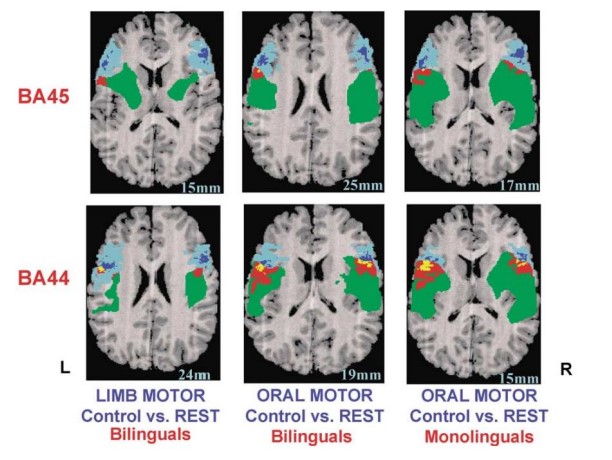 BA45
15mm
25mm
17mm
BA44
24m
19mm
15mm
L
R
LIMB MOTOR
Control vs. REST
Bilinguals
ORAL MOTOR
Control vs. REST
Bilinguals
ORAL MOTOR
Control vs. REST
Monolinguals